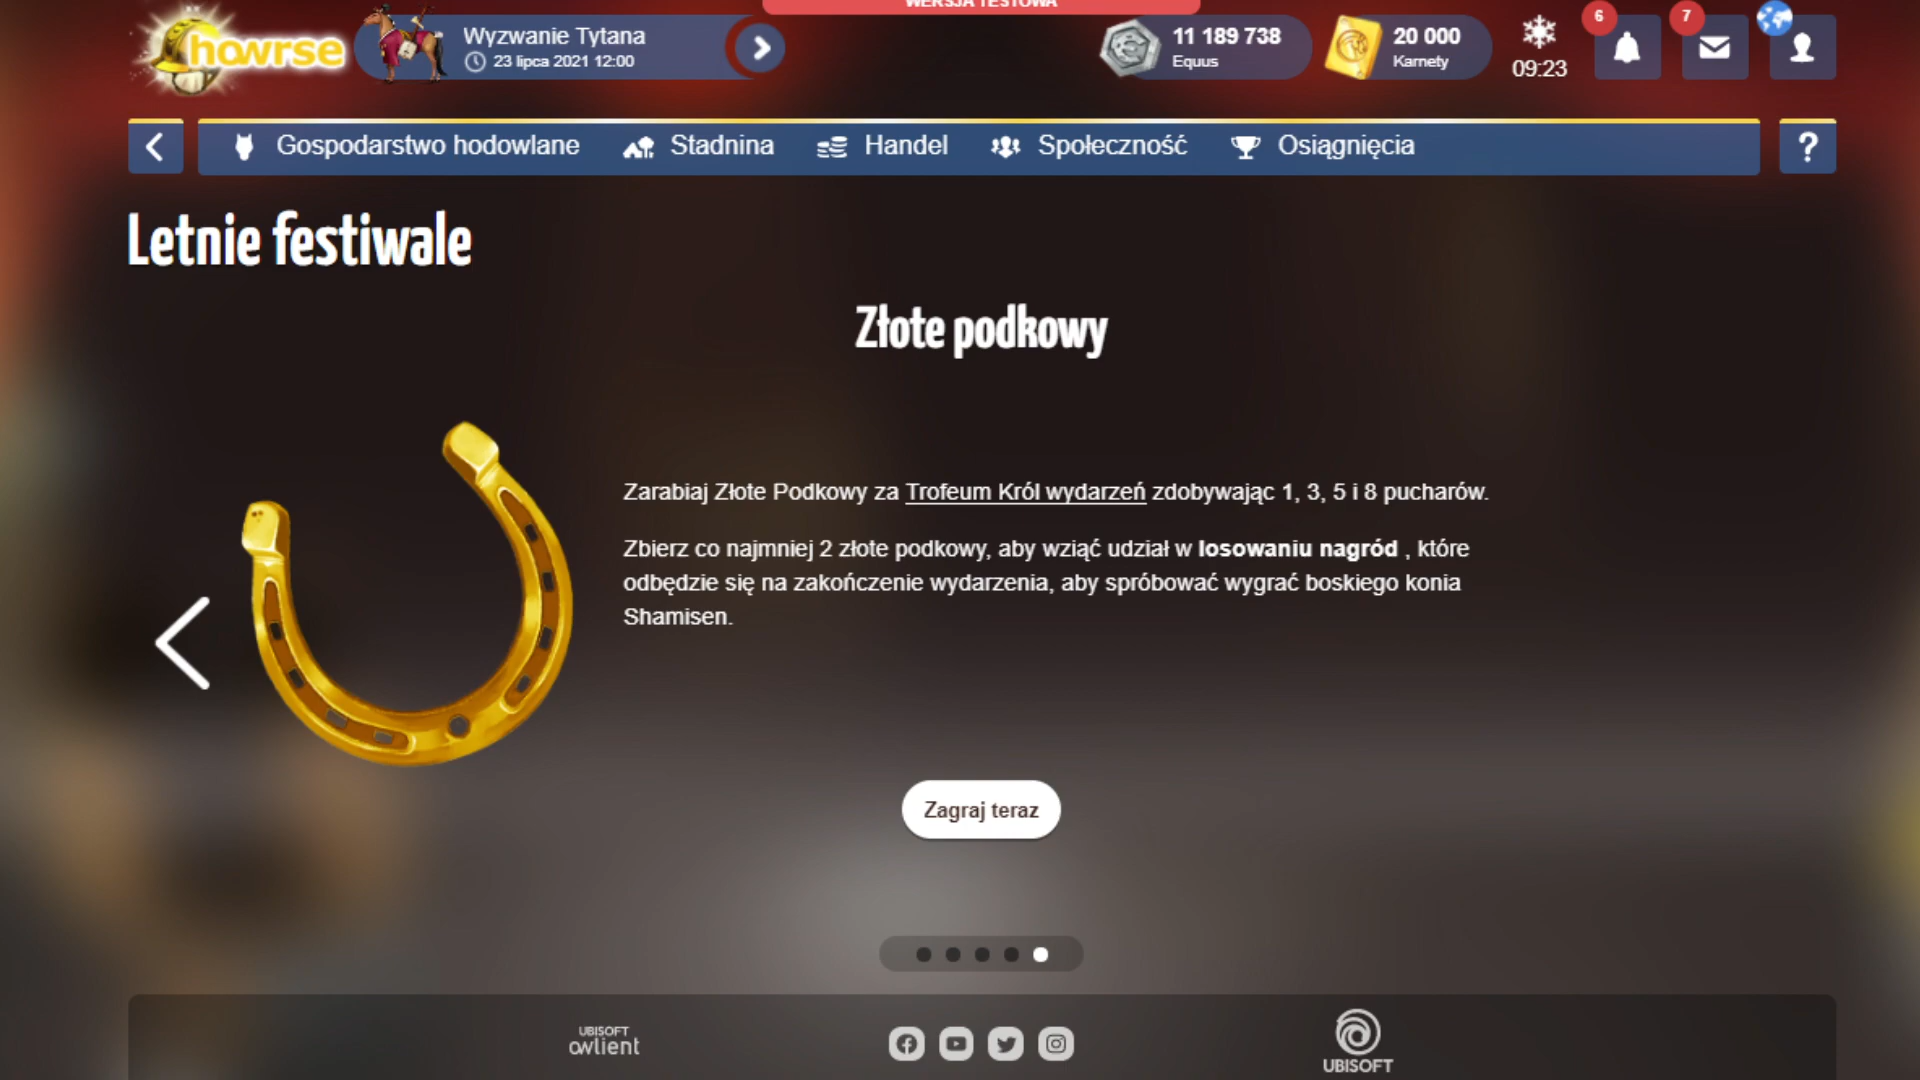 WERSJA TESTOWA
howrse
Wyzwanie Tytana
23 lipca 2021 12:00
11 189 738
Equus
20 000
Karnety
09:23
6
7
Gospodarstwo hodowlane
Stadnina
Handel
Społeczność
Osiągnięcia
?
Letnie festiwale
Złote podkowy
Zarabiaj Złote Podkowy za Trofeum Król wydarzeń zdobywając 1, 3, 5 i 8 pucharów.
Zbierz co najmniej 2 złote podkowy, aby wziąć udział w losowaniu nagród , które
odbędzie się na zakończenie wydarzenia, aby spróbować wygrać boskiego konia
Shamisen.
Zagraj teraz
UBISOFT
owlient
UBISOFT